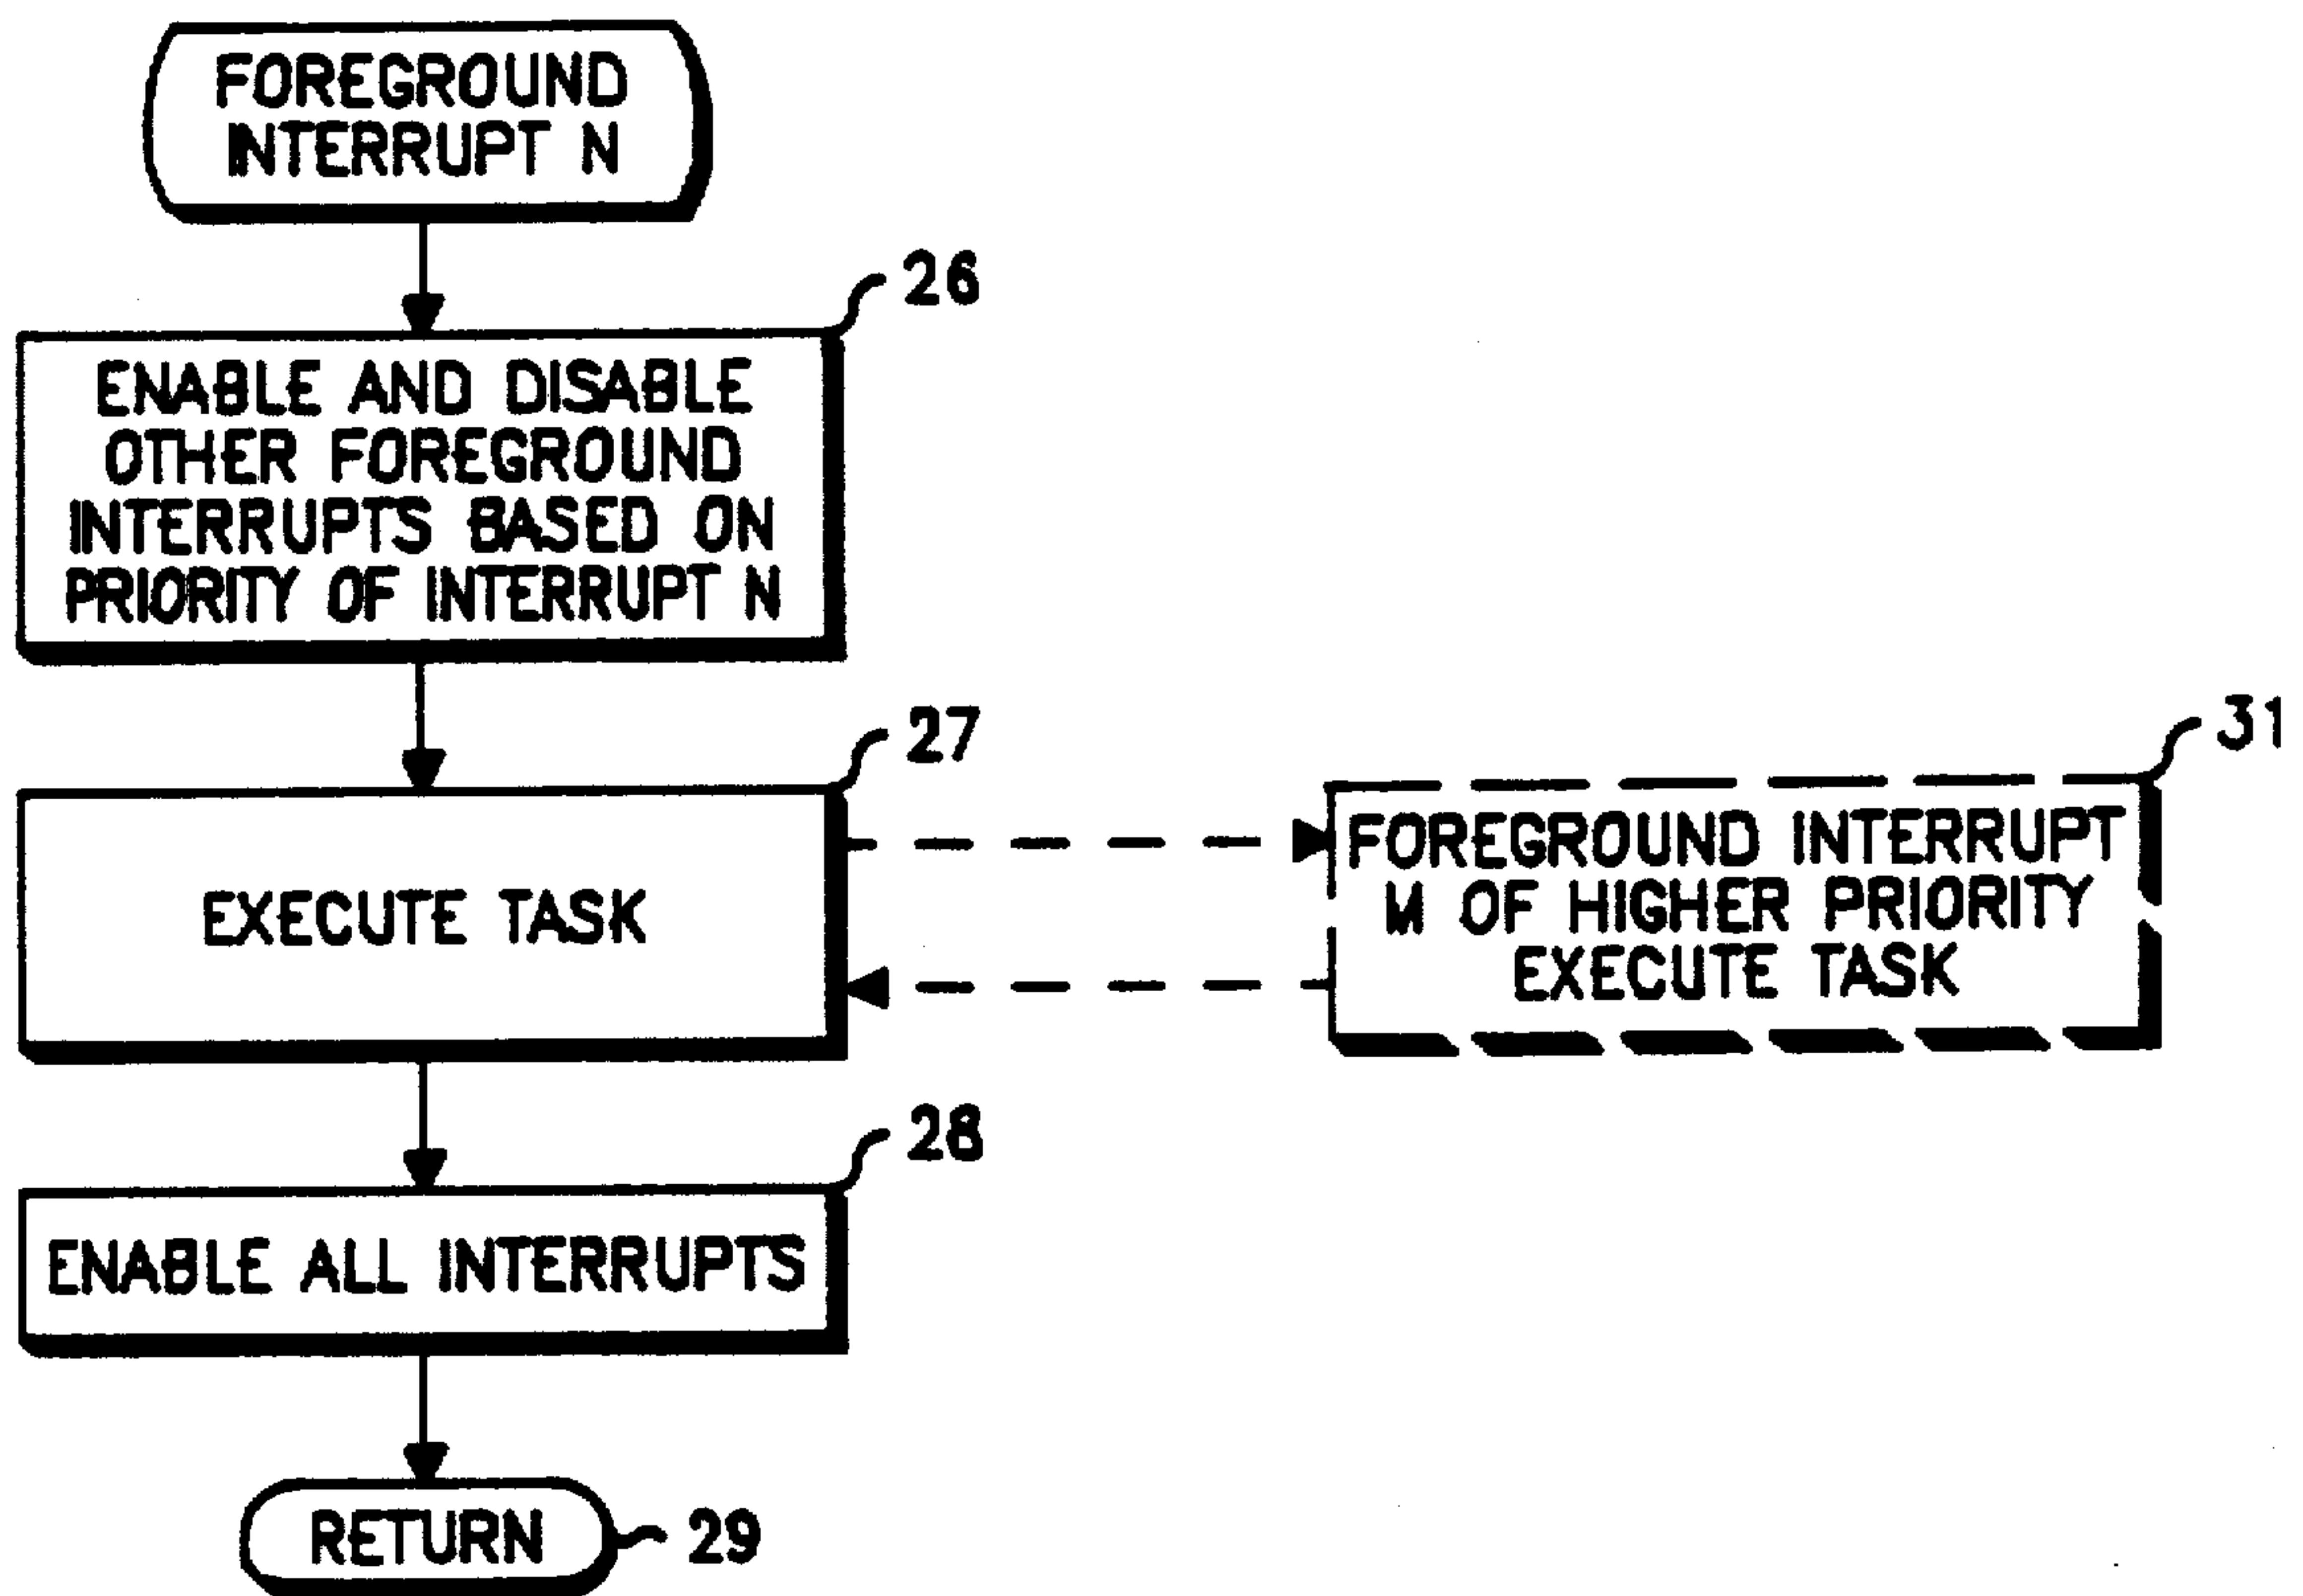 FOREGROUND
INTERRUPT N
26
ENABLE AND DISABLE
OTHER FOREGROUND
INTERRUPTS BASED ON
PRIORITY OF INTERRUPT N
27
EXECUTE TASK
31
FOREGROUND INTERRUPT
M OF HIGHER PRIORITY
EXECUTE TASK
28
ENABLE ALL INTERRUPTS
RETURN
29